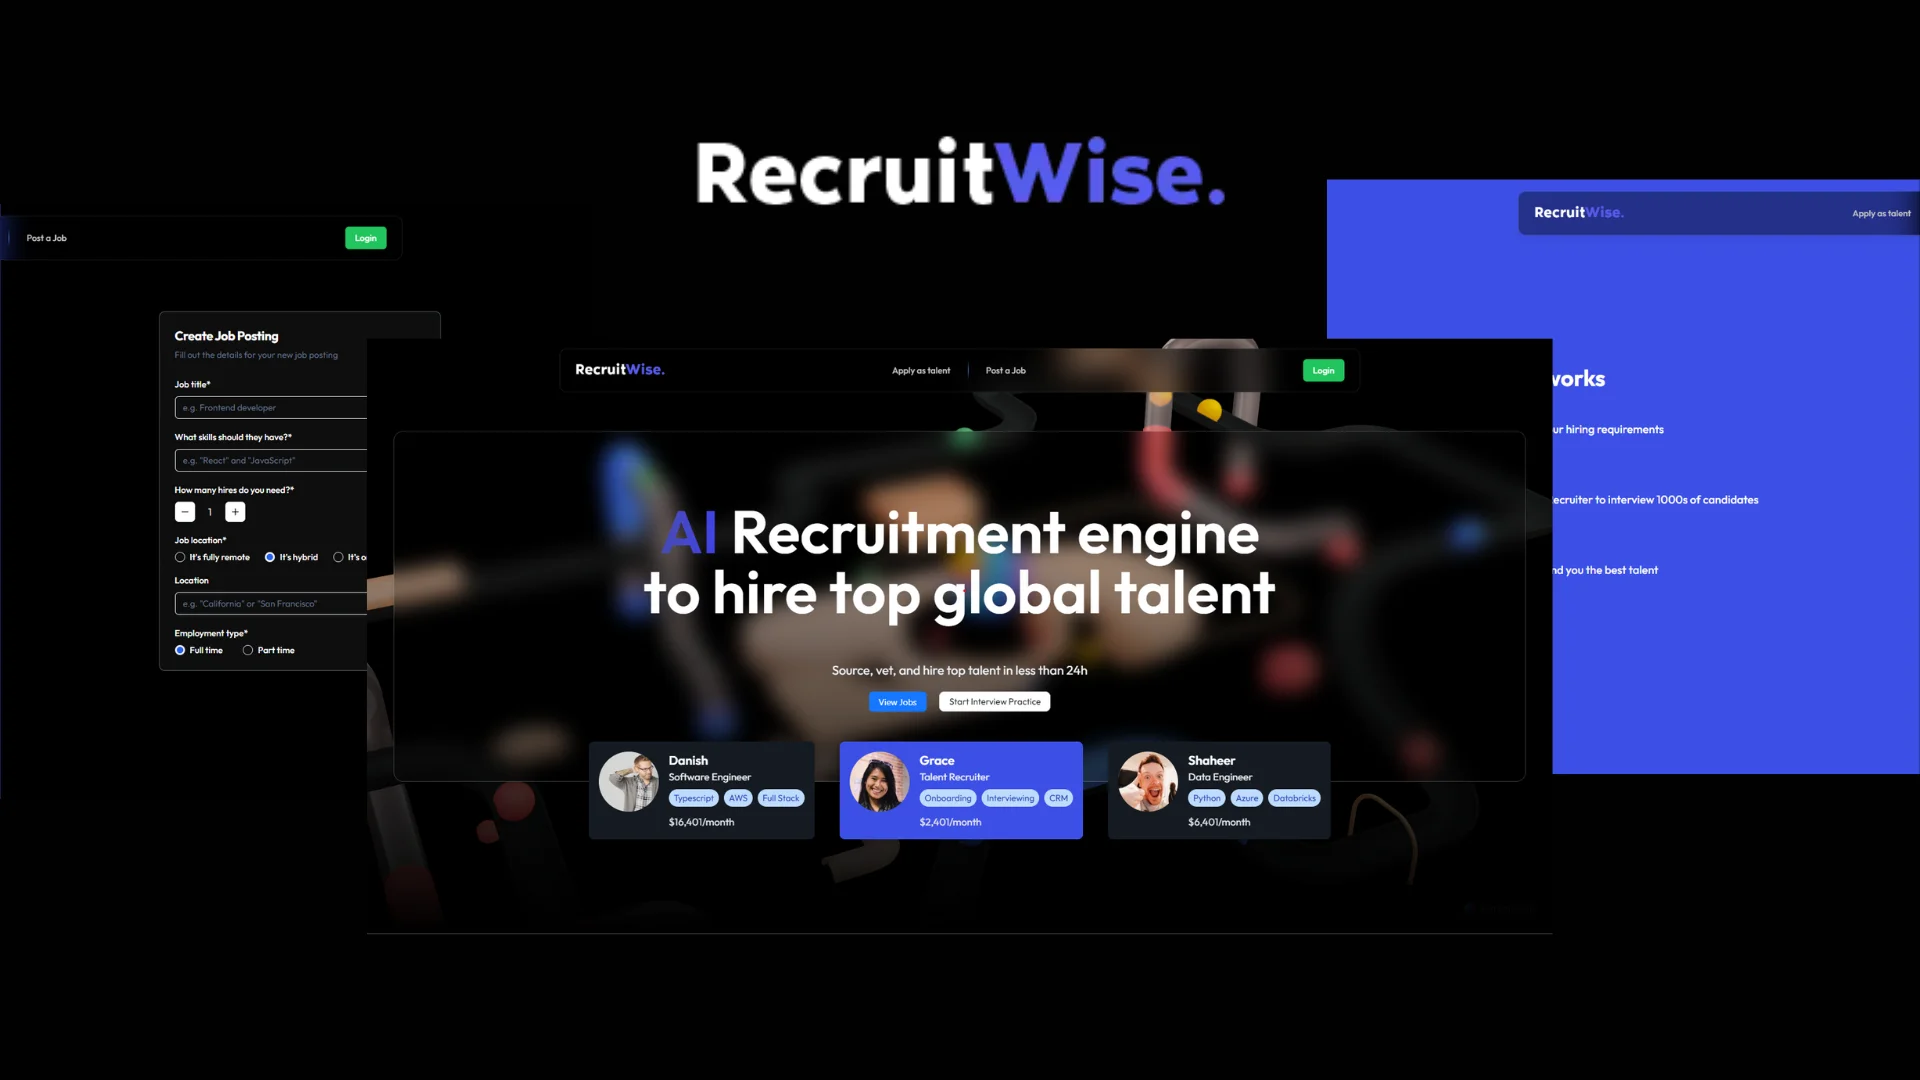 RecruitWise.
Post a Job
Login
Create Job Posting
Fill out the details for your new job posting
Job title*
e.g. Frontend developer
What skills should they have?*
e.g. "React" and "JavaScript"
How many hires do you need?*
− 1 +
Job location*
It's fully remote It's hybrid It's o
Location
e.g. "California" or "San Francisco"
Employment type*
Full time Part time
RecruitWise. Apply as talent Post a Job Login
AI Recruitment engine
to hire top global talent
Source, vet, and hire top talent in less than 24h
View Jobs Start Interview Practice
Danish
Software Engineer
Typescript AWS Full Stack
$16,401/month
Grace
Talent Recruiter
Onboarding Interviewing CRM
$2,401/month
Shaheer
Data Engineer
Python Azure Databricks
$6,401/month
RecruitWise. Apply as talent
works
ur hiring requirements
ecruiter to interview 1000s of candidates
nd you the best talent